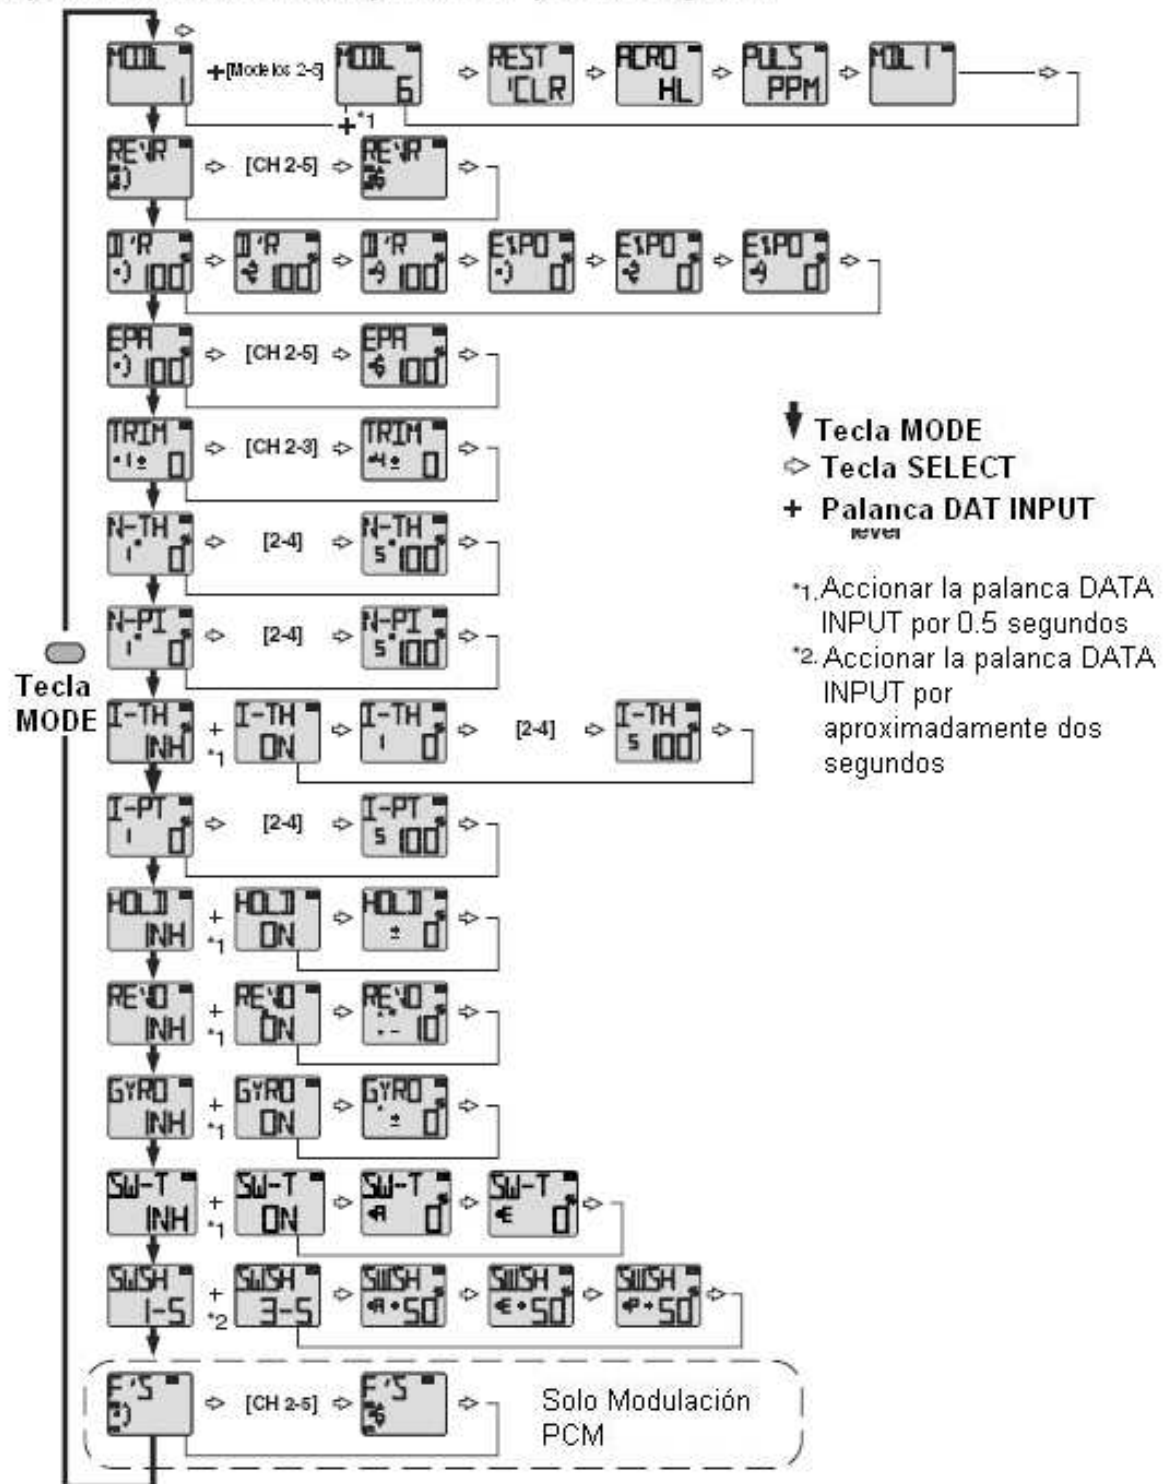 MODL 1 +[Modelos 2-5] MODL 6 REST CLR ACRO HL PULS PPM MDL1
+*1
REVR [CH 2-5] REVR
D/R 100 D/R 100 D/R 100 E%PO 0% E%PO 0% E%PO 0%
EPA 100% [CH 2-5] EPA 100%
TRIM 1± 0 [CH 2-3] TRIM 4± 0
N-TH 1 0% [2-4] N-TH 5 100%
N-PI 1 0% [2-4] N-PI 5 100%
I-TH INH + *1 I-TH ON I-TH 1 0% [2-4] I-TH 5 100%
I-PT 1 0% [2-4] I-PT 5 100%
HOLD INH + *1 HOLD ON HOLD ± 0%
REVO INH + *1 REVO ON REVO - 10%
GYRO INH + *1 GYRO ON GYRO ± 0%
SW-T INH + *1 SW-T ON SW-T A 0% SW-T E 0%
SWSH 1-5 + *2 SWSH 3-5 SWSH A 50% SWSH E 50% SWSH P 50%
F/S [CH 2-5] F/S
Solo Modulación
PCM
Tecla
MODE
Tecla MODE
Tecla SELECT
+ Palanca DAT INPUT
lever
*1. Accionar la palanca DATA
INPUT por 0.5 segundos
*2. Accionar la palanca DATA
INPUT por
aproximadamente dos
segundos